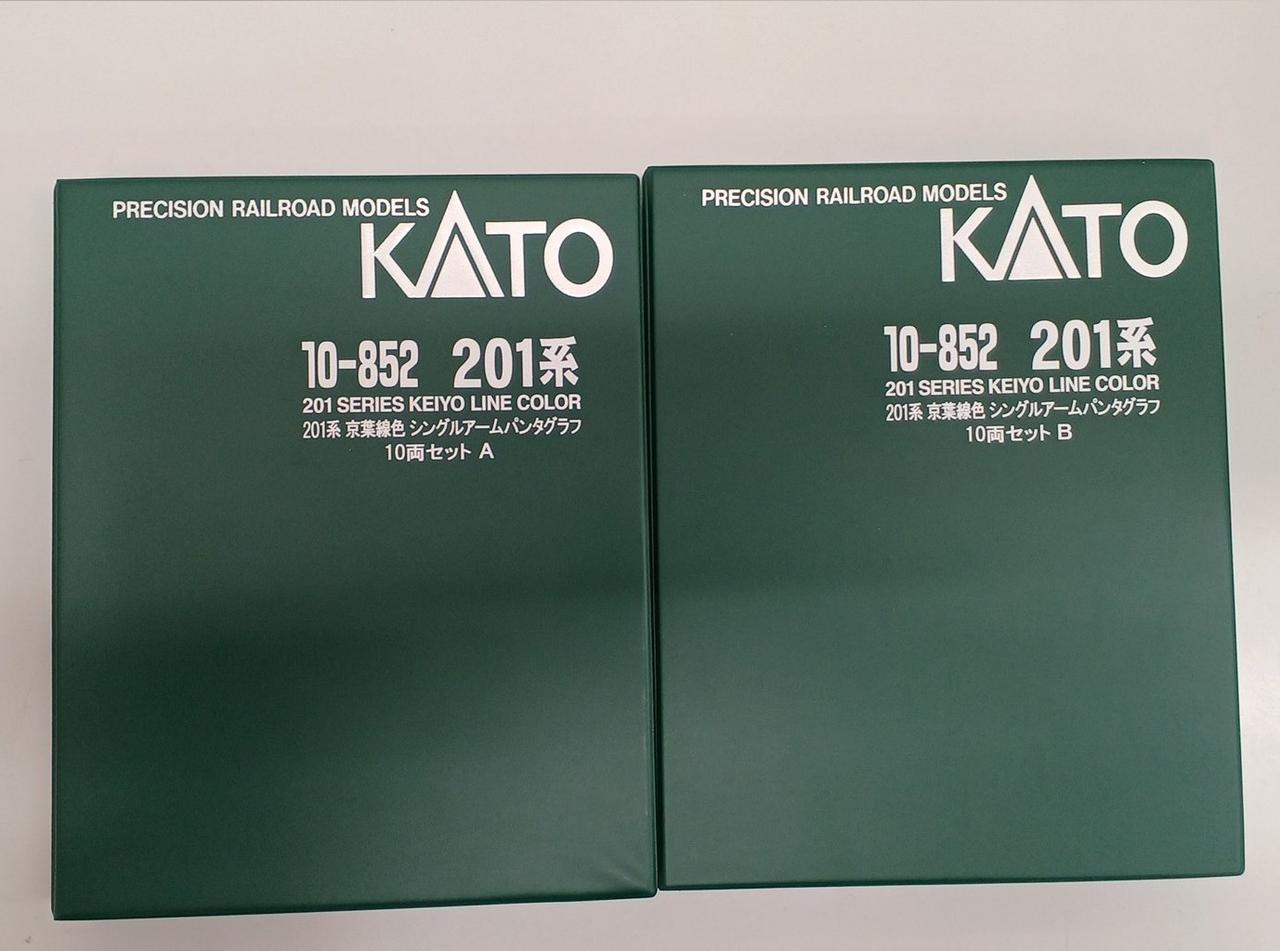 PRECISION RAILROAD MODELS
KATO
10-852 201系
201 SERIES KEIYO LINE COLOR
201系 京葉線色 シングルアームパンタグラフ
10両セット A
PRECISION RAILROAD MODELS
KATO
10-852 201系
201 SERIES KEIYO LINE COLOR
201系 京葉線色 シングルアームパンタグラフ
10両セット B